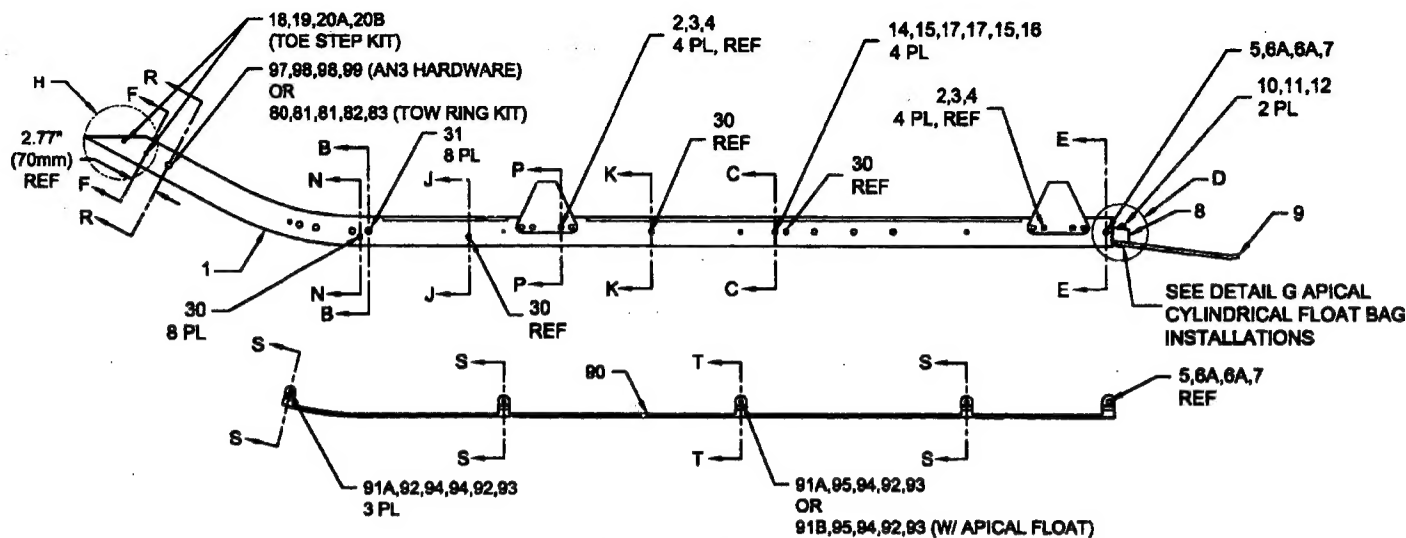 18,19,20A,20B
(TOE STEP KIT)
97,98,98,99 (AN3 HARDWARE)
OR
80,81,81,82,83 (TOW RING KIT)
2,3,4
4 PL, REF
14,15,17,17,15,16
4 PL
5,6A,6A,7
10,11,12
2 PL
2,3,4
4 PL, REF
H
R
F
2.77"
(70mm)
REF
F
R
31
8 PL
30
REF
30
REF
B
N
J
P
K
C
E
D
8
9
1
N
B
J
P
K
C
E
30
8 PL
30
REF
SEE DETAIL G APICAL
CYLINDRICAL FLOAT BAG
INSTALLATIONS
S
S
90
T
S
5,6A,6A,7
REF
S
S
T
S
91A,92,94,94,92,93
3 PL
91A,95,94,92,93
OR
91B,95,94,92,93 (W/ APICAL FLOAT)